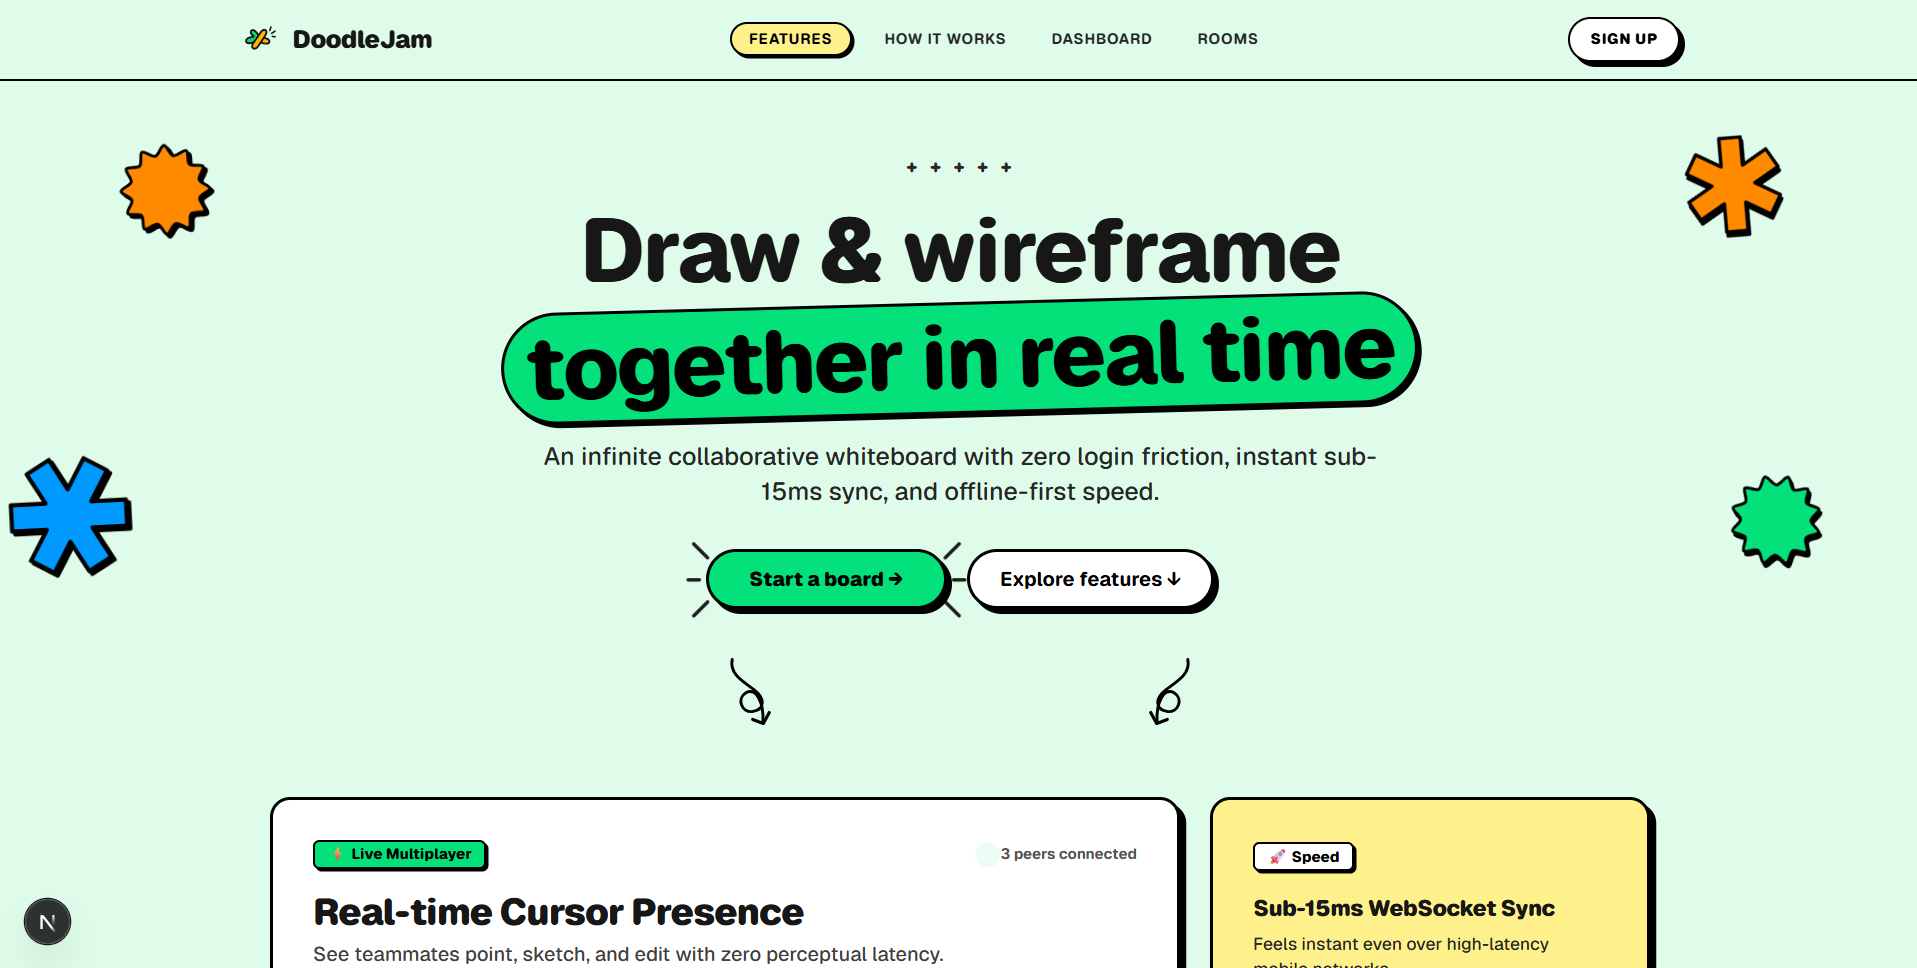 DoodleJam
FEATURES
HOW IT WORKS
DASHBOARD
ROOMS
SIGN UP
Draw & wireframe
together in real time
An infinite collaborative whiteboard with zero login friction, instant sub-
15ms sync, and offline-first speed.
Start a board →
Explore features ↓
⚡ Live Multiplayer
3 peers connected
Real-time Cursor Presence
See teammates point, sketch, and edit with zero perceptual latency.
🚀 Speed
Sub-15ms WebSocket Sync
Feels instant even over high-latency
mobile networks
N